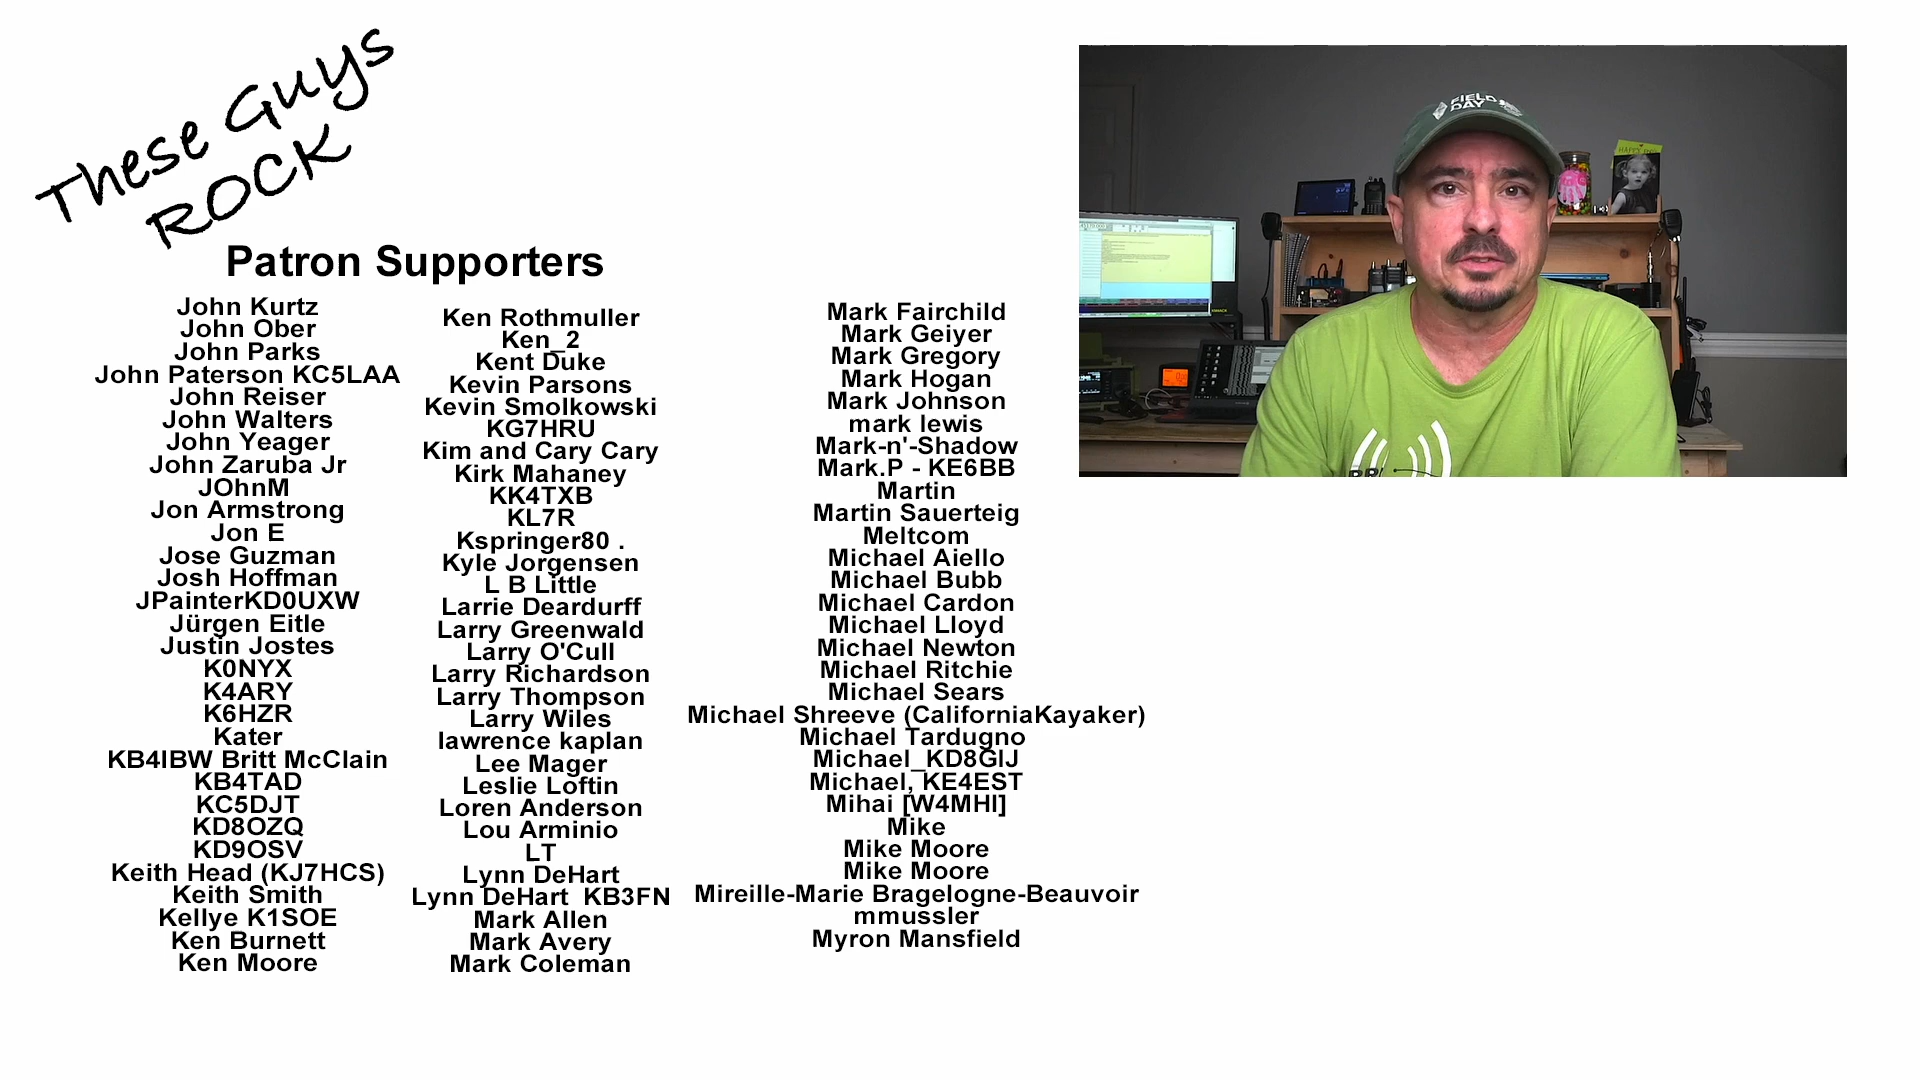 These Guys
ROCK
Patron Supporters
John Kurtz
John Ober
John Parks
John Paterson KC5LAA
John Reiser
John Walters
John Yeager
John Zaruba Jr
JOhnM
Jon Armstrong
Jon E
Jose Guzman
Josh Hoffman
JPainterKD0UXW
Jürgen Eitle
Justin Jostes
K0NYX
K4ARY
K6HZR
Kater
KB4IBW Britt McClain
KB4TAD
KC5DJT
KD8OZQ
KD9OSV
Keith Head (KJ7HCS)
Keith Smith
Kellye K1SOE
Ken Burnett
Ken Moore
Ken Rothmuller
Ken_2
Kent Duke
Kevin Parsons
Kevin Smolkowski
KG7HRU
Kim and Cary Cary
Kirk Mahaney
KK4TXB
KL7R
Kspringer80 .
Kyle Jorgensen
L B Little
Larrie Deardurff
Larry Greenwald
Larry O'Cull
Larry Richardson
Larry Thompson
Larry Wiles
lawrence kaplan
Lee Mager
Leslie Loftin
Loren Anderson
Lou Arminio
LT
Lynn DeHart
Lynn DeHart KB3FN
Mark Allen
Mark Avery
Mark Coleman
Mark Fairchild
Mark Geiyer
Mark Gregory
Mark Hogan
Mark Johnson
mark lewis
Mark-n'-Shadow
Mark.P - KE6BB
Martin
Martin Sauerteig
Meltcom
Michael Aiello
Michael Bubb
Michael Cardon
Michael Lloyd
Michael Newton
Michael Ritchie
Michael Sears
Michael Shreeve (CaliforniaKayaker)
Michael Tardugno
Michael_KD8GIJ
Michael, KE4EST
Mihai [W4MHI]
Mike
Mike Moore
Mike Moore
Mireille-Marie Bragelogne-Beauvoir
mmussler
Myron Mansfield
FIELD
DAY